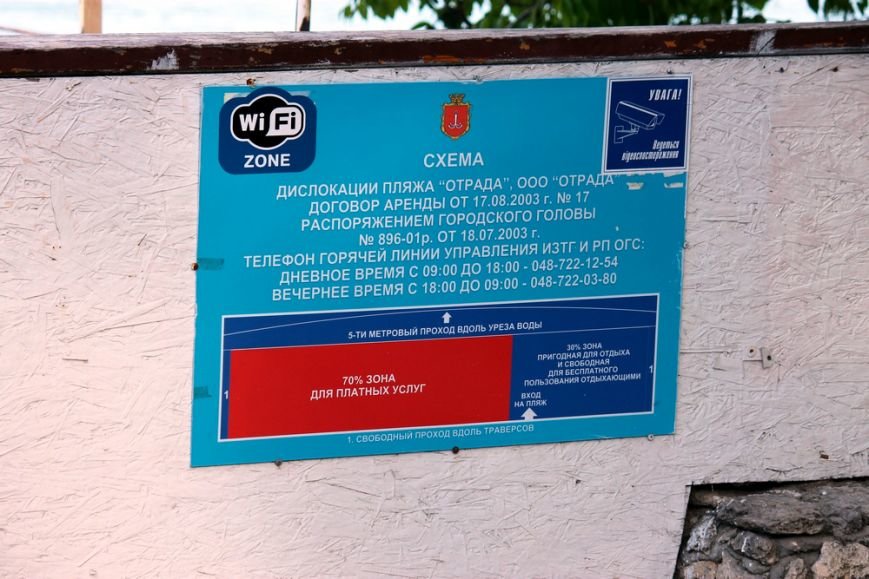 WiFi
ZONE
УВАГА!
Ведеться
відеоспостереження
СХЕМА
ДИСЛОКАЦИИ ПЛЯЖА "ОТРАДА", ООО "ОТРАДА"
ДОГОВОР АРЕНДЫ ОТ 17.08.2003 г. № 17
РАСПОРЯЖЕНИЕМ ГОРОДСКОГО ГОЛОВЫ
№ 896-01р. ОТ 18.07.2003 г.
ТЕЛЕФОН ГОРЯЧЕЙ ЛИНИИ УПРАВЛЕНИЯ ИЗТГ И РП ОГС:
ДНЕВНОЕ ВРЕМЯ С 09:00 ДО 18:00 - 048-722-12-54
ВЕЧЕРНЕЕ ВРЕМЯ С 18:00 ДО 09:00 - 048-722-03-80
5-ТИ МЕТРОВЫЙ ПРОХОД ВДОЛЬ УРЕЗА ВОДЫ
1
70% ЗОНА
ДЛЯ ПЛАТНЫХ УСЛУГ
30% ЗОНА
ПРИГОДНАЯ ДЛЯ ОТДЫХА
И СВОБОДНАЯ
ДЛЯ БЕСПЛАТНОГО
ПОЛЬЗОВАНИЯ ОТДЫХАЮЩИМИ
1
ВХОД
НА ПЛЯЖ
1. СВОБОДНЫЙ ПРОХОД ВДОЛЬ ТРАВЕРСОВ